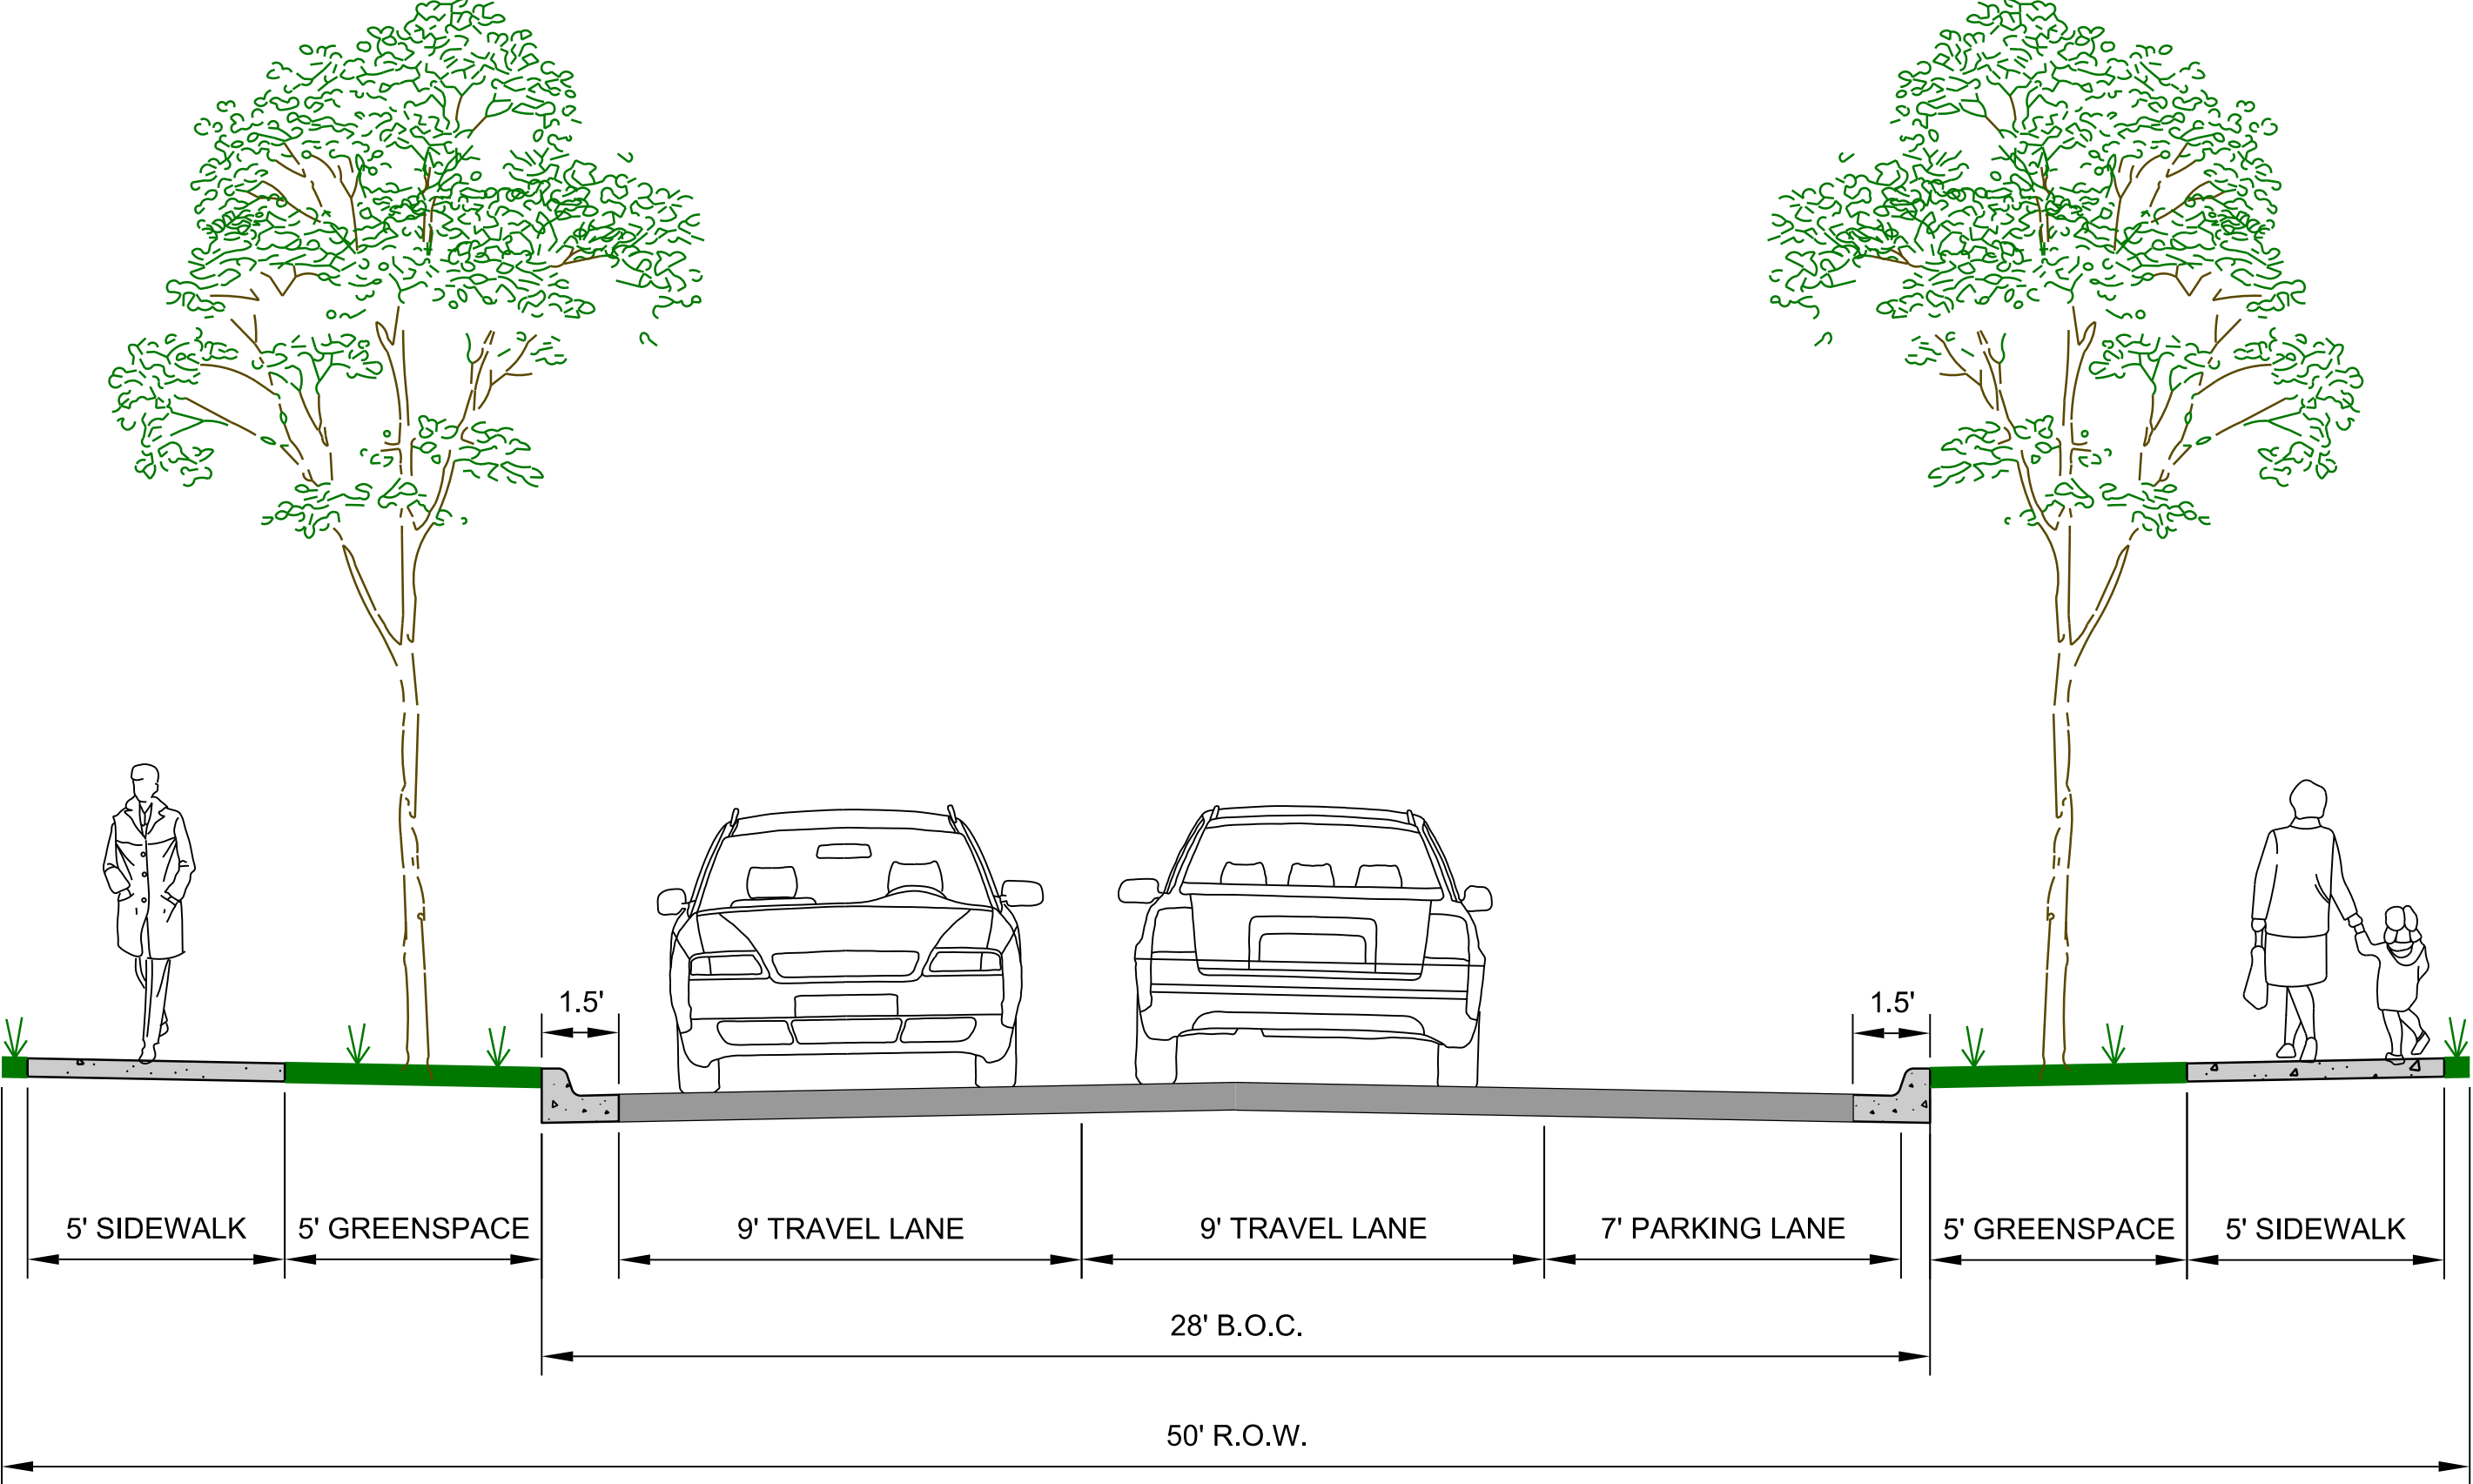 1.5'
1.5'
5' SIDEWALK
5' GREENSPACE
9' TRAVEL LANE
9' TRAVEL LANE
7' PARKING LANE
5' GREENSPACE
5' SIDEWALK
28' B.O.C.
50' R.O.W.